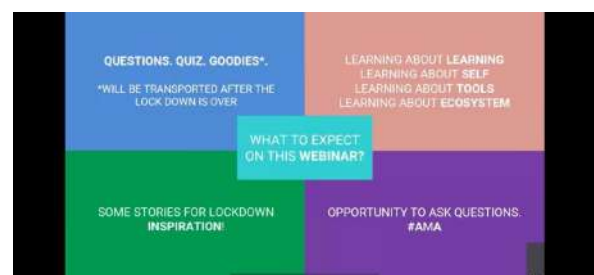 QUESTIONS. QUIZ. GOODIES*.
*WILL BE TRANSPORTED AFTER THE
LOCK DOWN IS OVER
LEARNING ABOUT LEARNING
LEARNING ABOUT SELF
LEARNING ABOUT TOOLS
LEARNING ABOUT ECOSYSTEM
WHAT TO EXPECT
ON THIS WEBINAR?
SOME STORIES FOR LOCKDOWN
INSPIRATION!
OPPORTUNITY TO ASK QUESTIONS.
#AMA